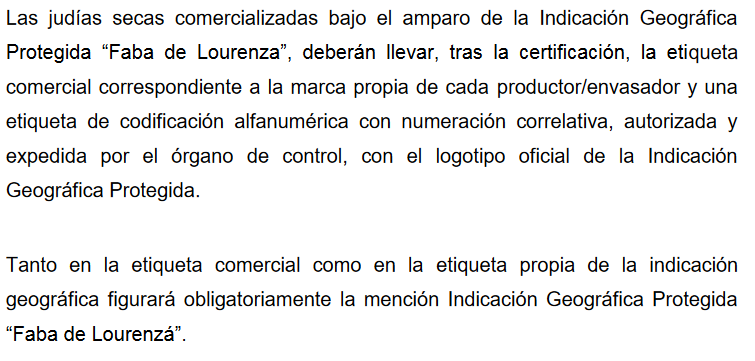 Las judías secas comercializadas bajo el amparo de la Indicación Geográfica
Protegida “Faba de Lourenza”, deberán llevar, tras la certificación, la etiqueta
comercial correspondiente a la marca propia de cada productor/envasador y una
etiqueta de codificación alfanumérica con numeración correlativa, autorizada y
expedida por el órgano de control, con el logotipo oficial de la Indicación
Geográfica Protegida.
Tanto en la etiqueta comercial como en la etiqueta propia de la indicación
geográfica figurará obligatoriamente la mención Indicación Geográfica Protegida
“Faba de Lourenzá”.